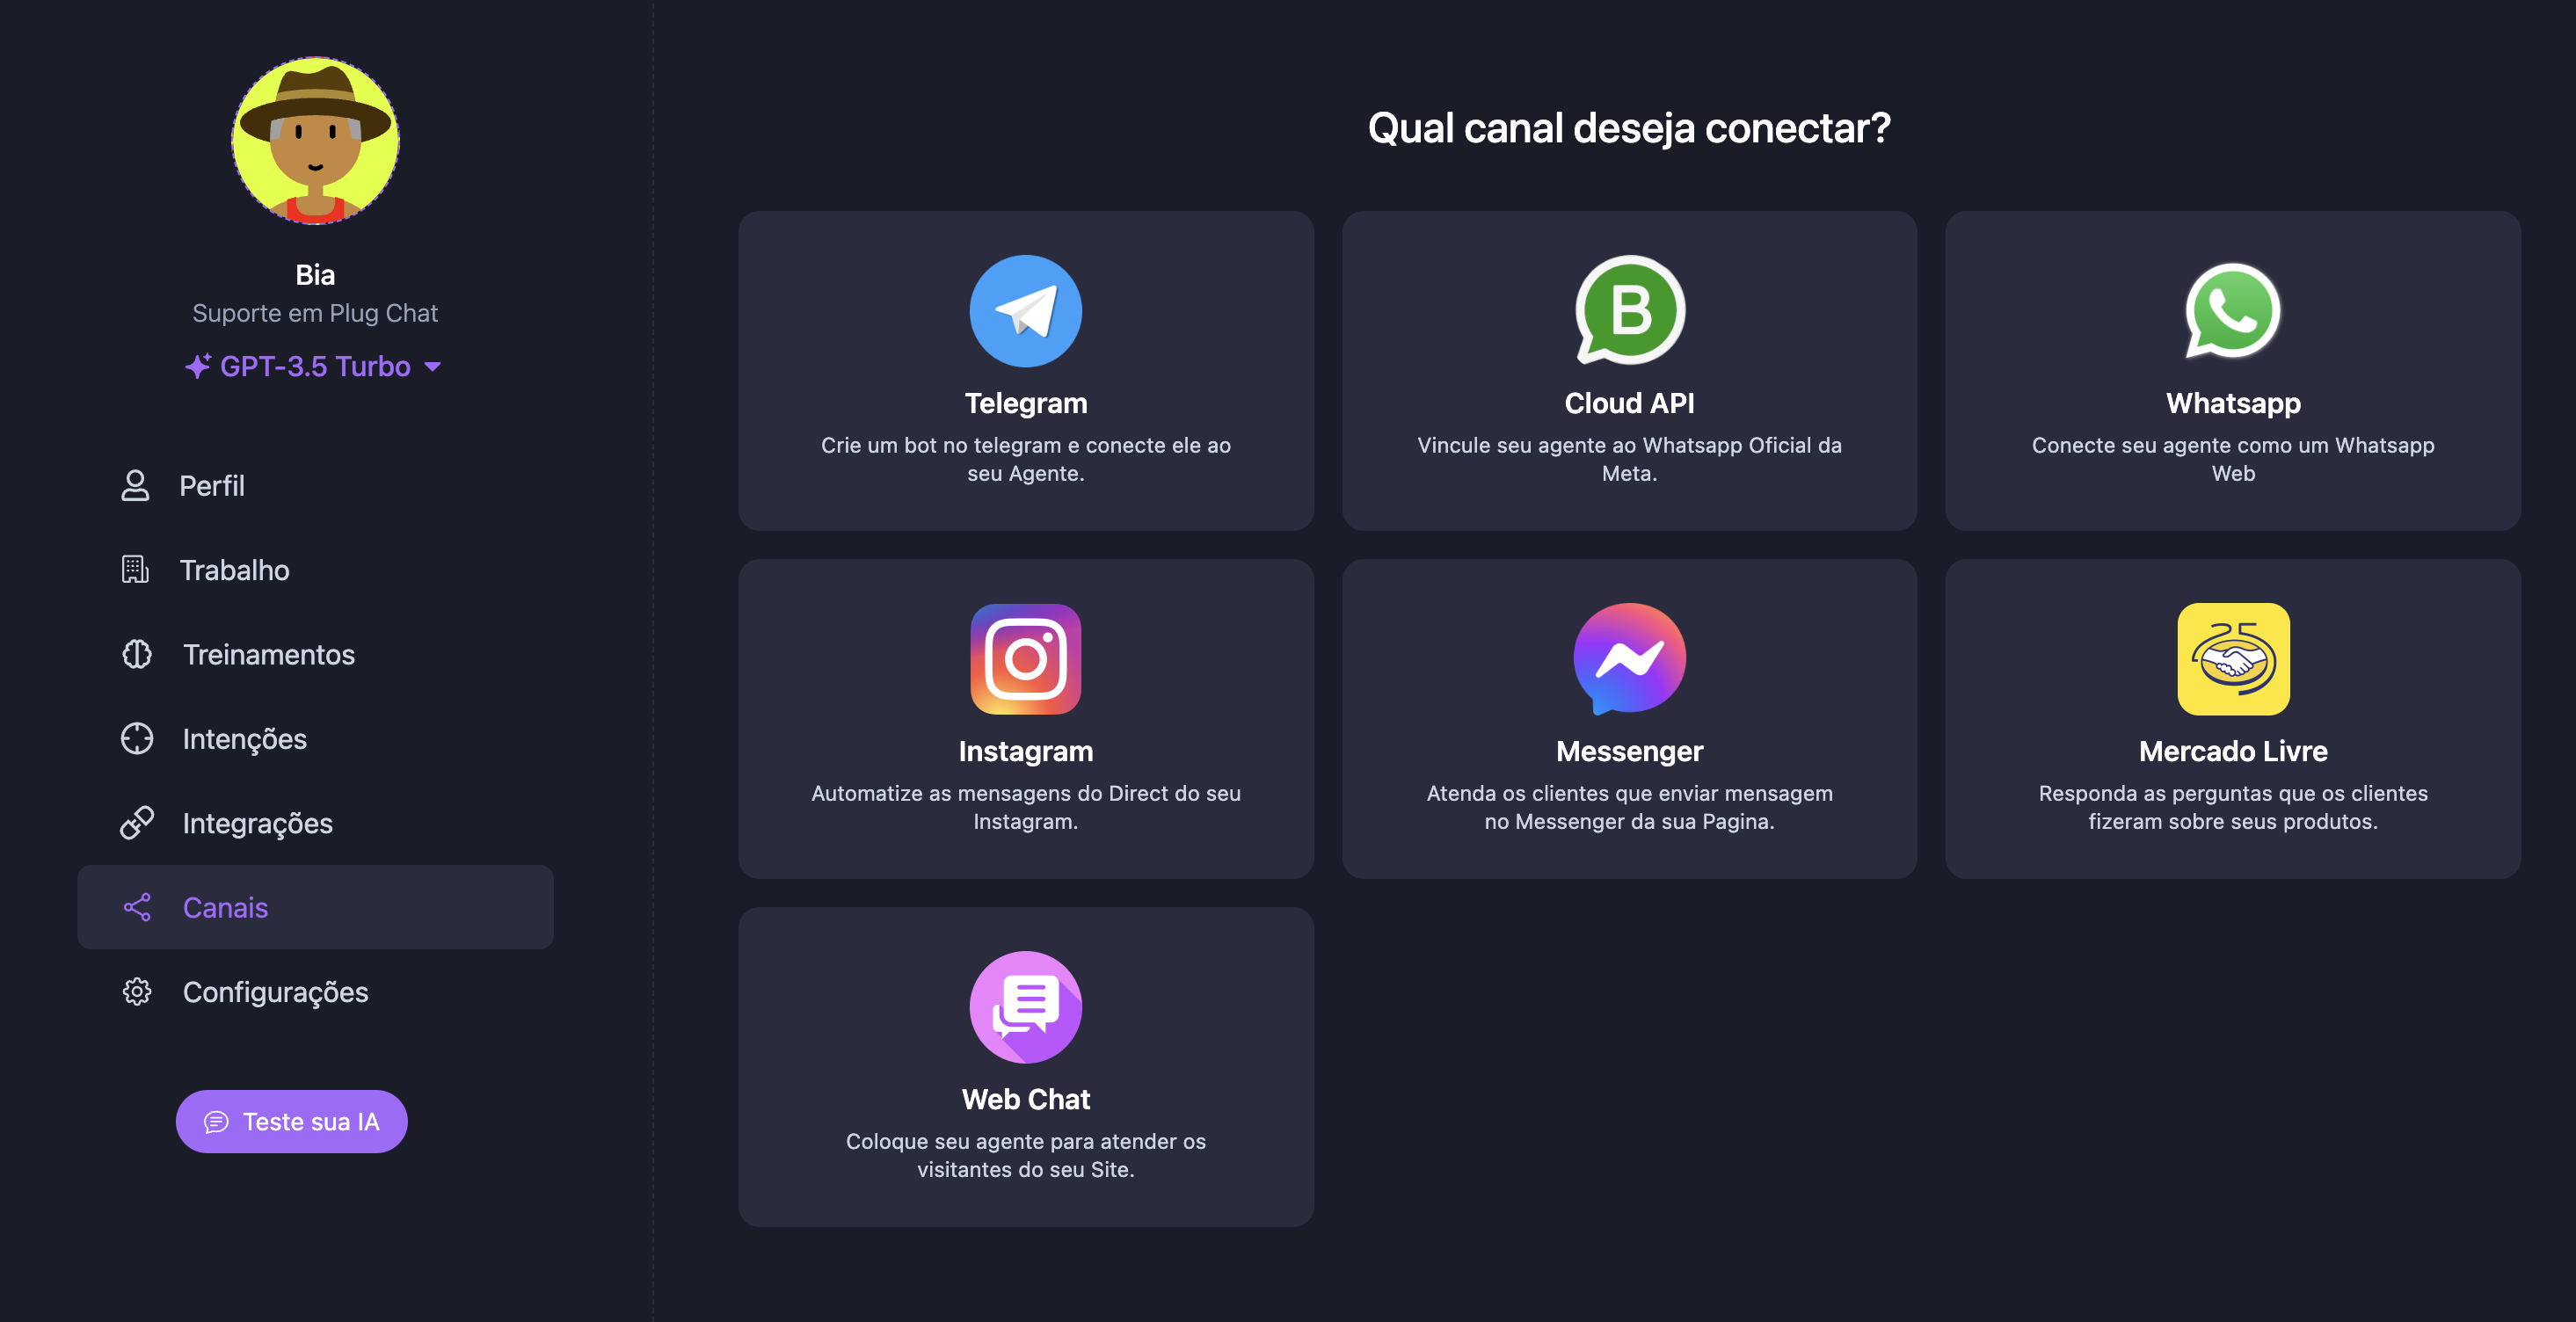 Bia
Suporte em Plug Chat
GPT-3.5 Turbo
Perfil
Trabalho
Treinamentos
Intenções
Integrações
Canais
Configurações
Teste sua IA
Qual canal deseja conectar?
Telegram
Crie um bot no telegram e conecte ele ao
seu Agente.
B
Cloud API
Vincule seu agente ao Whatsapp Oficial da
Meta.
Whatsapp
Conecte seu agente como um Whatsapp
Web
Instagram
Automatize as mensagens do Direct do seu
Instagram.
Messenger
Atenda os clientes que enviar mensagem
no Messenger da sua Pagina.
25
Mercado Livre
Responda as perguntas que os clientes
fizeram sobre seus produtos.
Web Chat
Coloque seu agente para atender os
visitantes do seu Site.